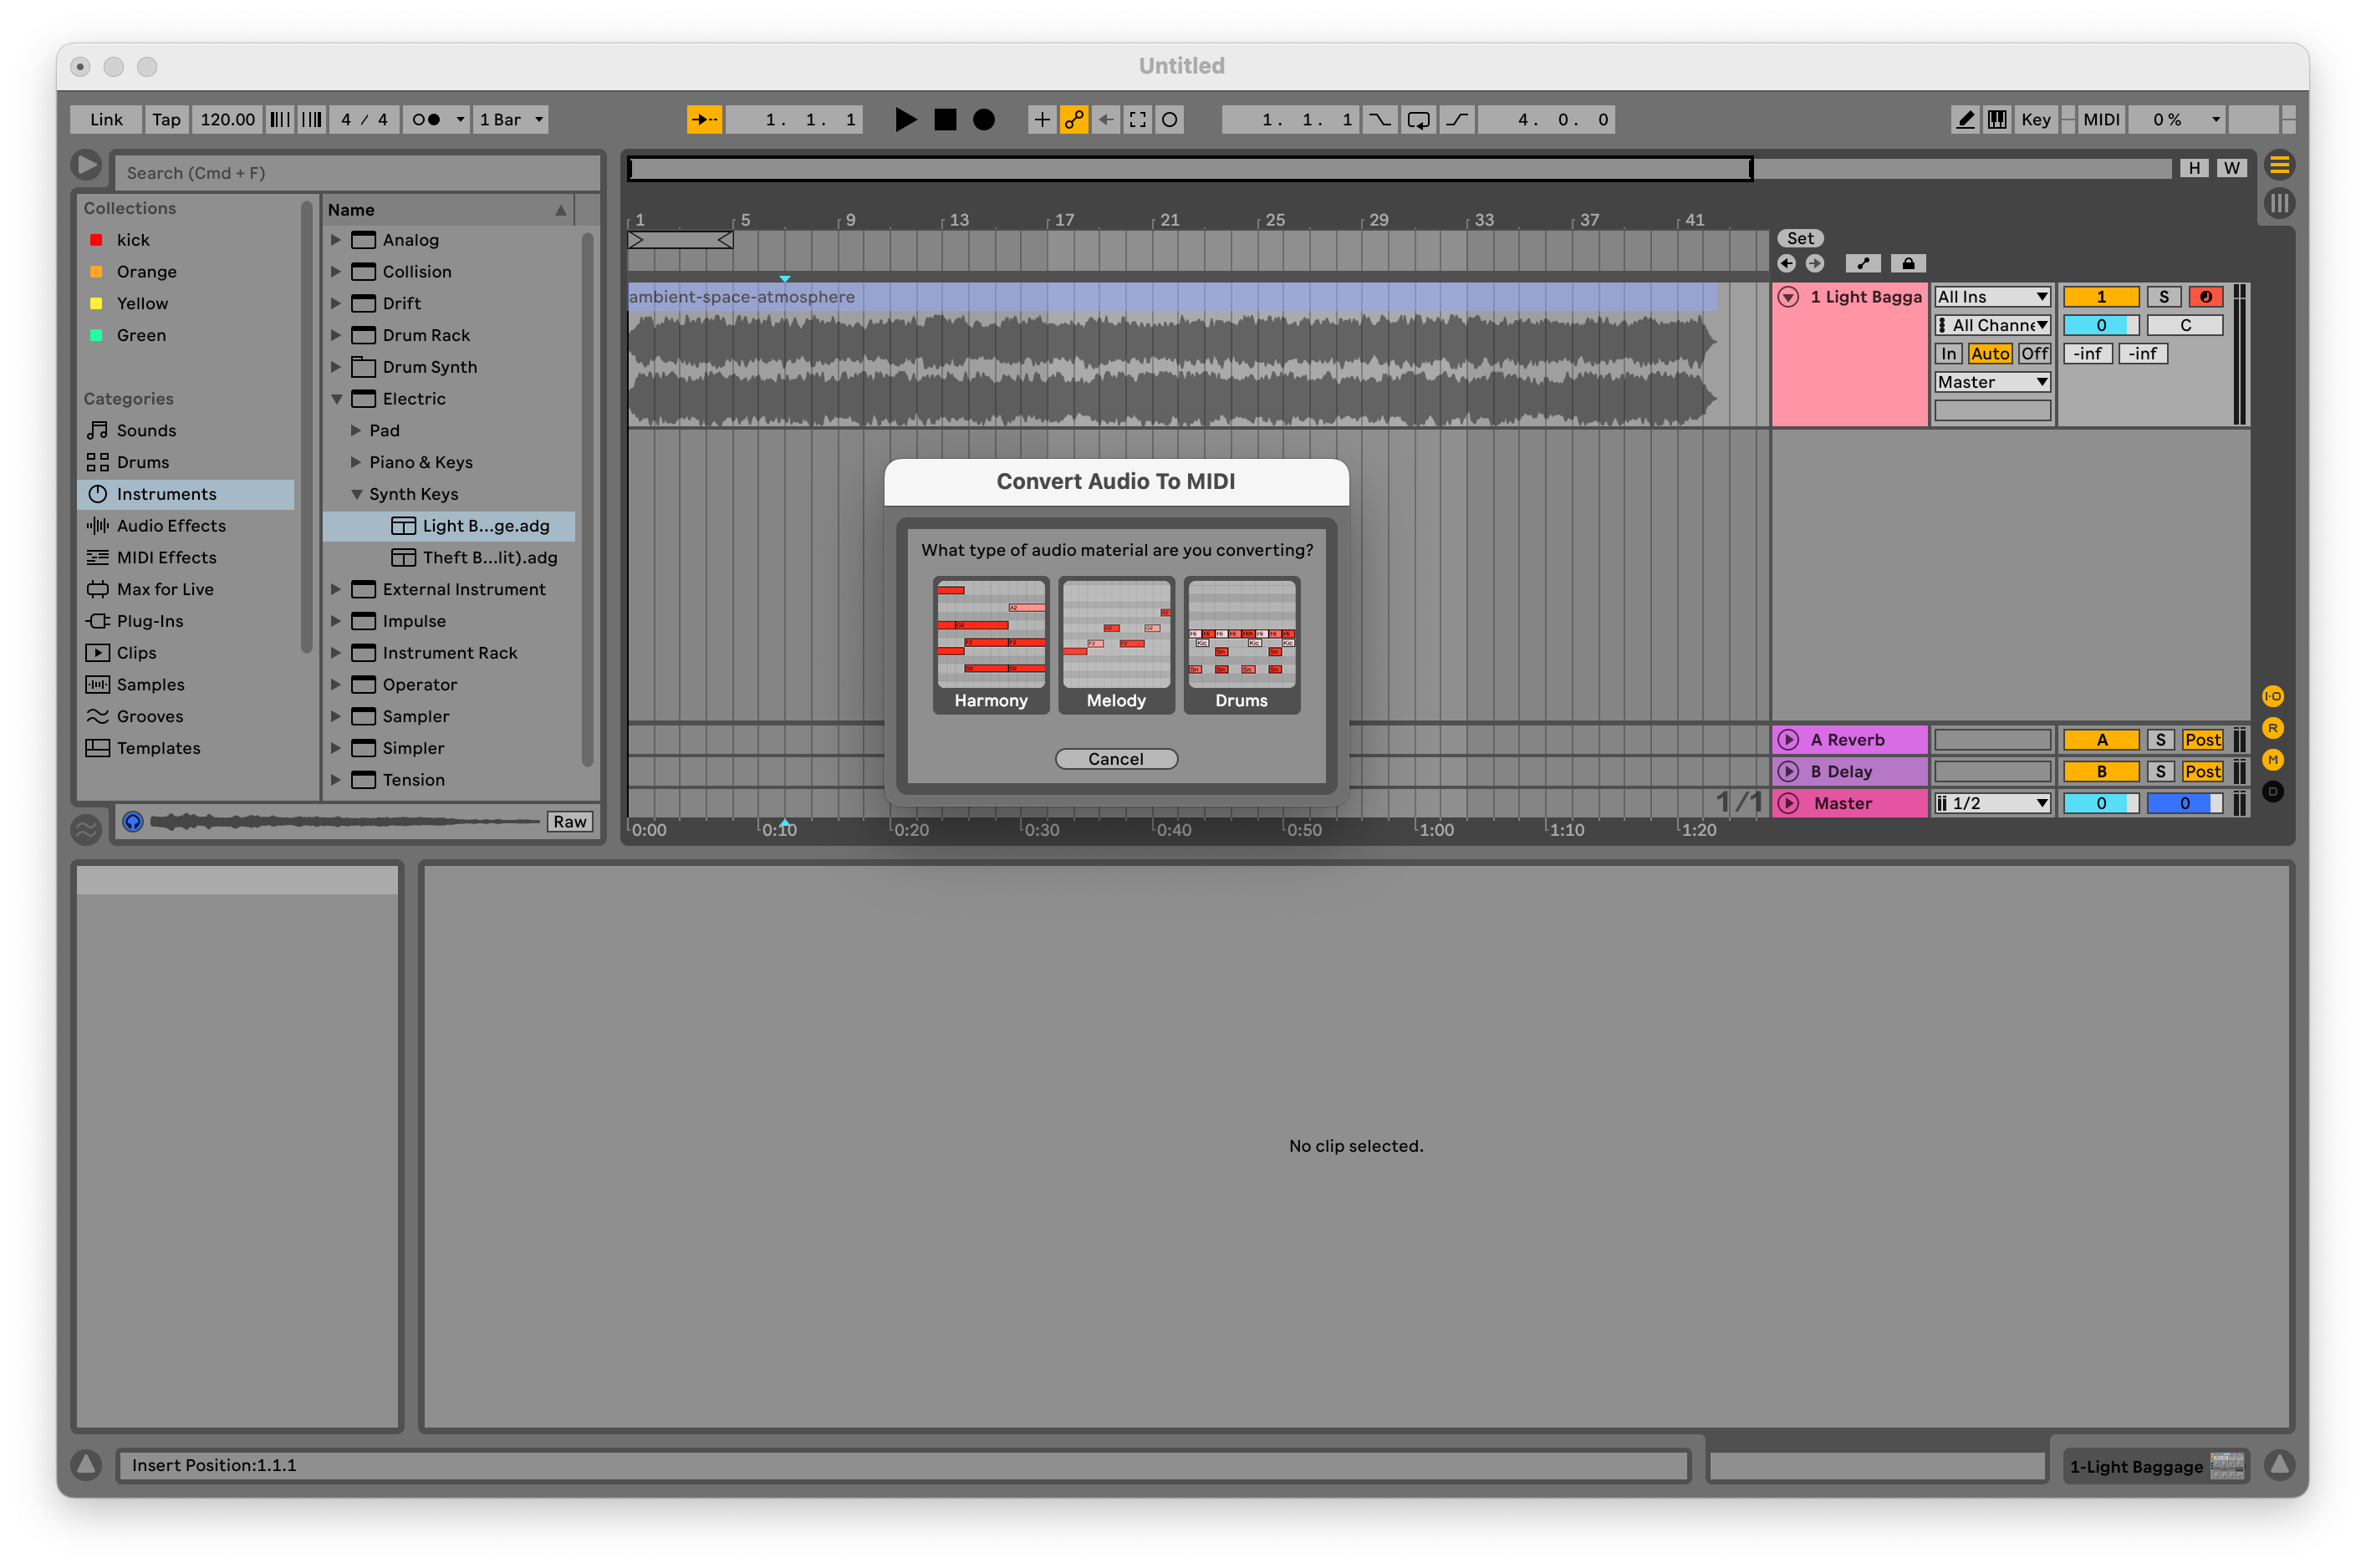 Untitled
Link Tap 120.00 4 / 4 1 Bar 1. 1. 1 1. 1. 1 4. 0. 0 Key MIDI 0 %
Search (Cmd + F)
H W
Collections
kick
Orange
Yellow
Green
Categories
Sounds
Drums
Instruments
Audio Effects
MIDI Effects
Max for Live
Plug-Ins
Clips
Samples
Grooves
Templates
Name
Analog
Collision
Drift
Drum Rack
Drum Synth
Electric
Pad
Piano & Keys
Synth Keys
Light B...ge.adg
Theft B...lit).adg
External Instrument
Impulse
Instrument Rack
Operator
Sampler
Simpler
Tension
Raw
1 5 9 13 17 21 25 29 33 37 41
Set
ambient-space-atmosphere
1 Light Bagga
All Ins
1 S
All Channe
0 C
In Auto Off
-inf -inf
Master
Convert Audio To MIDI
What type of audio material are you converting?
Harmony Melody Drums
Cancel
A Reverb A S Post
B Delay B S Post
1/1
Master 1/2 0 0
I·O
R
M
D
0:00 0:10 0:20 0:30 0:40 0:50 1:00 1:10 1:20
No clip selected.
Insert Position:1.1.1
1-Light Baggage